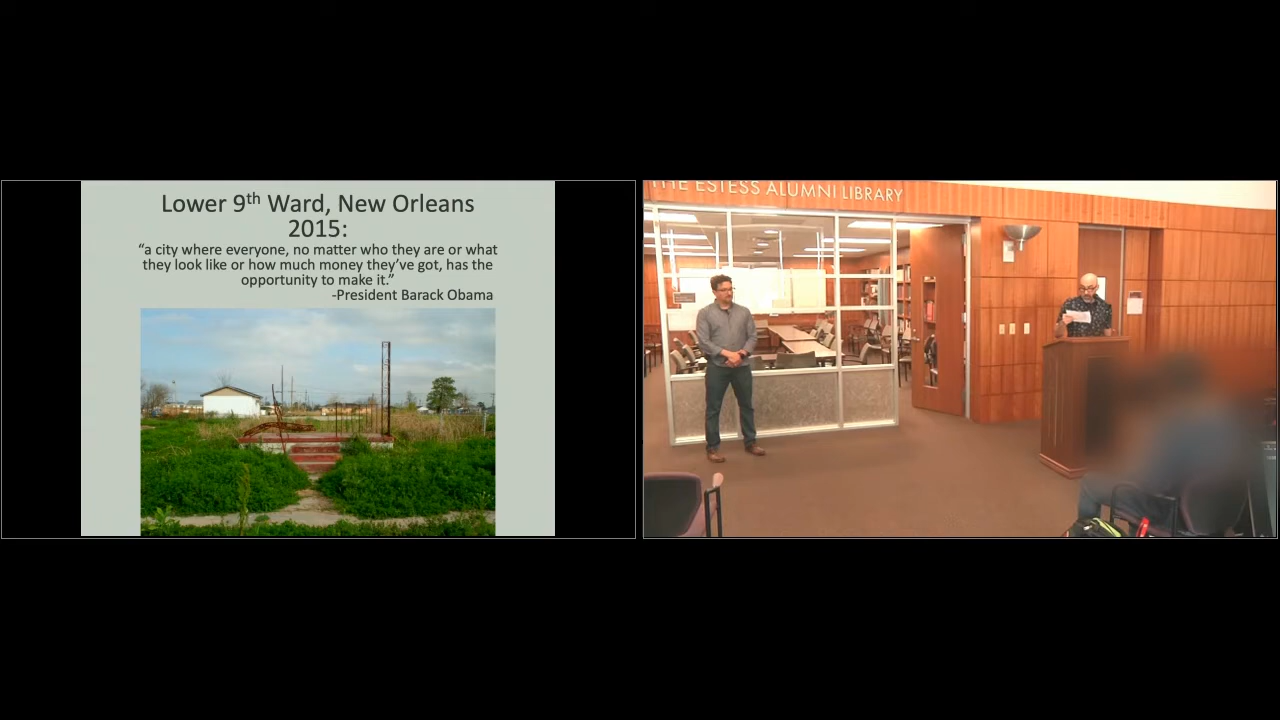 Lower 9th Ward, New Orleans
2015:
“a city where everyone, no matter who they are or what
they look like or how much money they’ve got, has the
opportunity to make it.”
-President Barack Obama
THE ESTESS ALUMNI LIBRARY